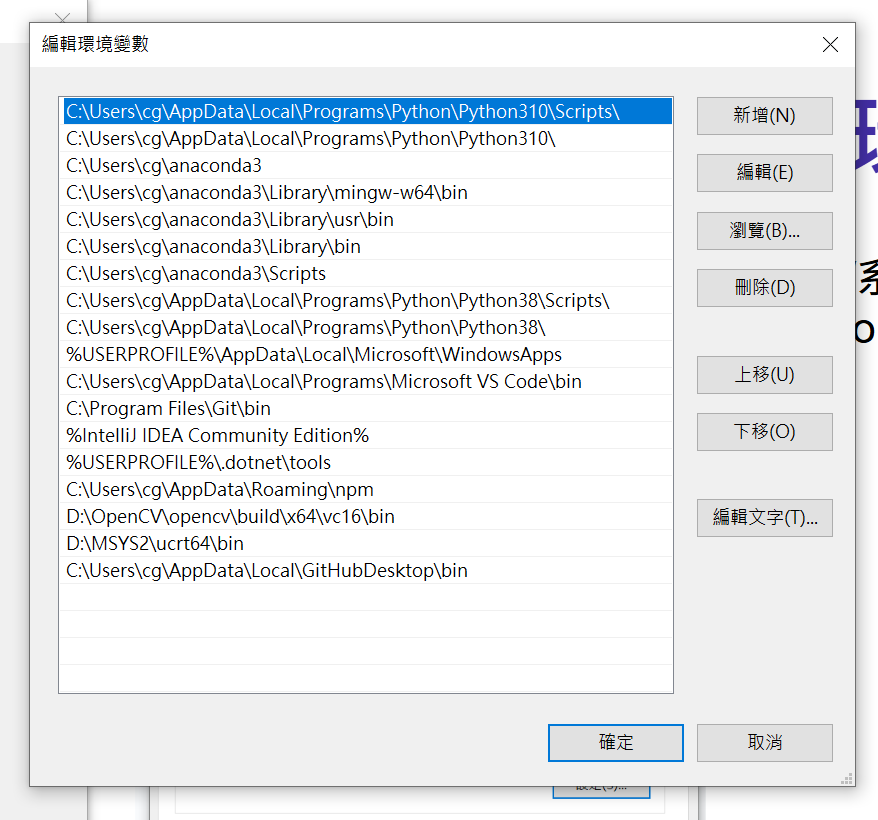 編輯環境變數
C:\Users\cg\AppData\Local\Programs\Python\Python310\Scripts\
C:\Users\cg\AppData\Local\Programs\Python\Python310\
C:\Users\cg\anaconda3
C:\Users\cg\anaconda3\Library\mingw-w64\bin
C:\Users\cg\anaconda3\Library\usr\bin
C:\Users\cg\anaconda3\Library\bin
C:\Users\cg\anaconda3\Scripts
C:\Users\cg\AppData\Local\Programs\Python\Python38\Scripts\
C:\Users\cg\AppData\Local\Programs\Python\Python38\
%USERPROFILE%\AppData\Local\Microsoft\WindowsApps
C:\Users\cg\AppData\Local\Programs\Microsoft VS Code\bin
C:\Program Files\Git\bin
%IntelliJ IDEA Community Edition%
%USERPROFILE%\.dotnet\tools
C:\Users\cg\AppData\Roaming\npm
D:\OpenCV\opencv\build\x64\vc16\bin
D:\MSYS2\ucrt64\bin
C:\Users\cg\AppData\Local\GitHubDesktop\bin
新增(N)
編輯(E)
瀏覽(B)...
刪除(D)
上移(U)
下移(O)
編輯文字(T)...
確定
取消